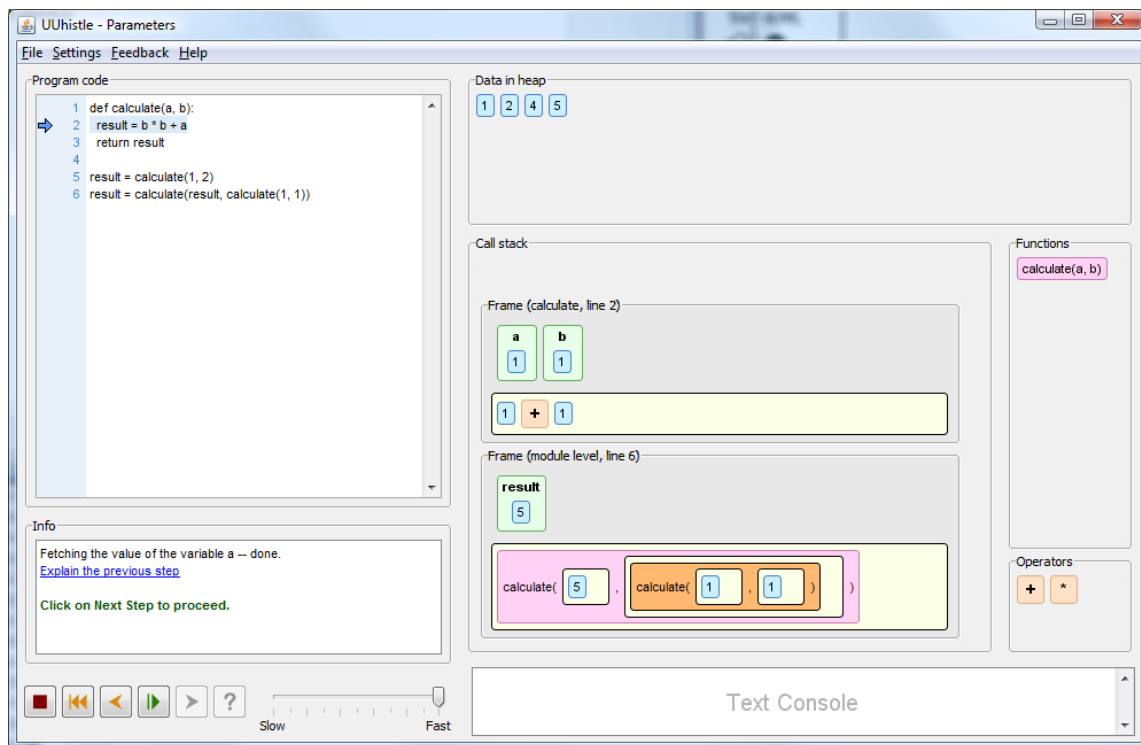 UUhistle - Parameters
File Settings Feedback Help
Program code
1 def calculate(a, b):
2 result = b * b + a
3 return result
4
5 result = calculate(1, 2)
6 result = calculate(result, calculate(1, 1))
Info
Fetching the value of the variable a -- done.
Explain the previous step
Click on Next Step to proceed.
?
Slow Fast
Data in heap
1 2 4 5
Call stack
Frame (calculate, line 2)
a b
1 1
1 + 1
Frame (module level, line 6)
result
5
calculate( 5 , calculate( 1 , 1 ) )
Functions
calculate(a, b)
Operators
+ *
Text Console